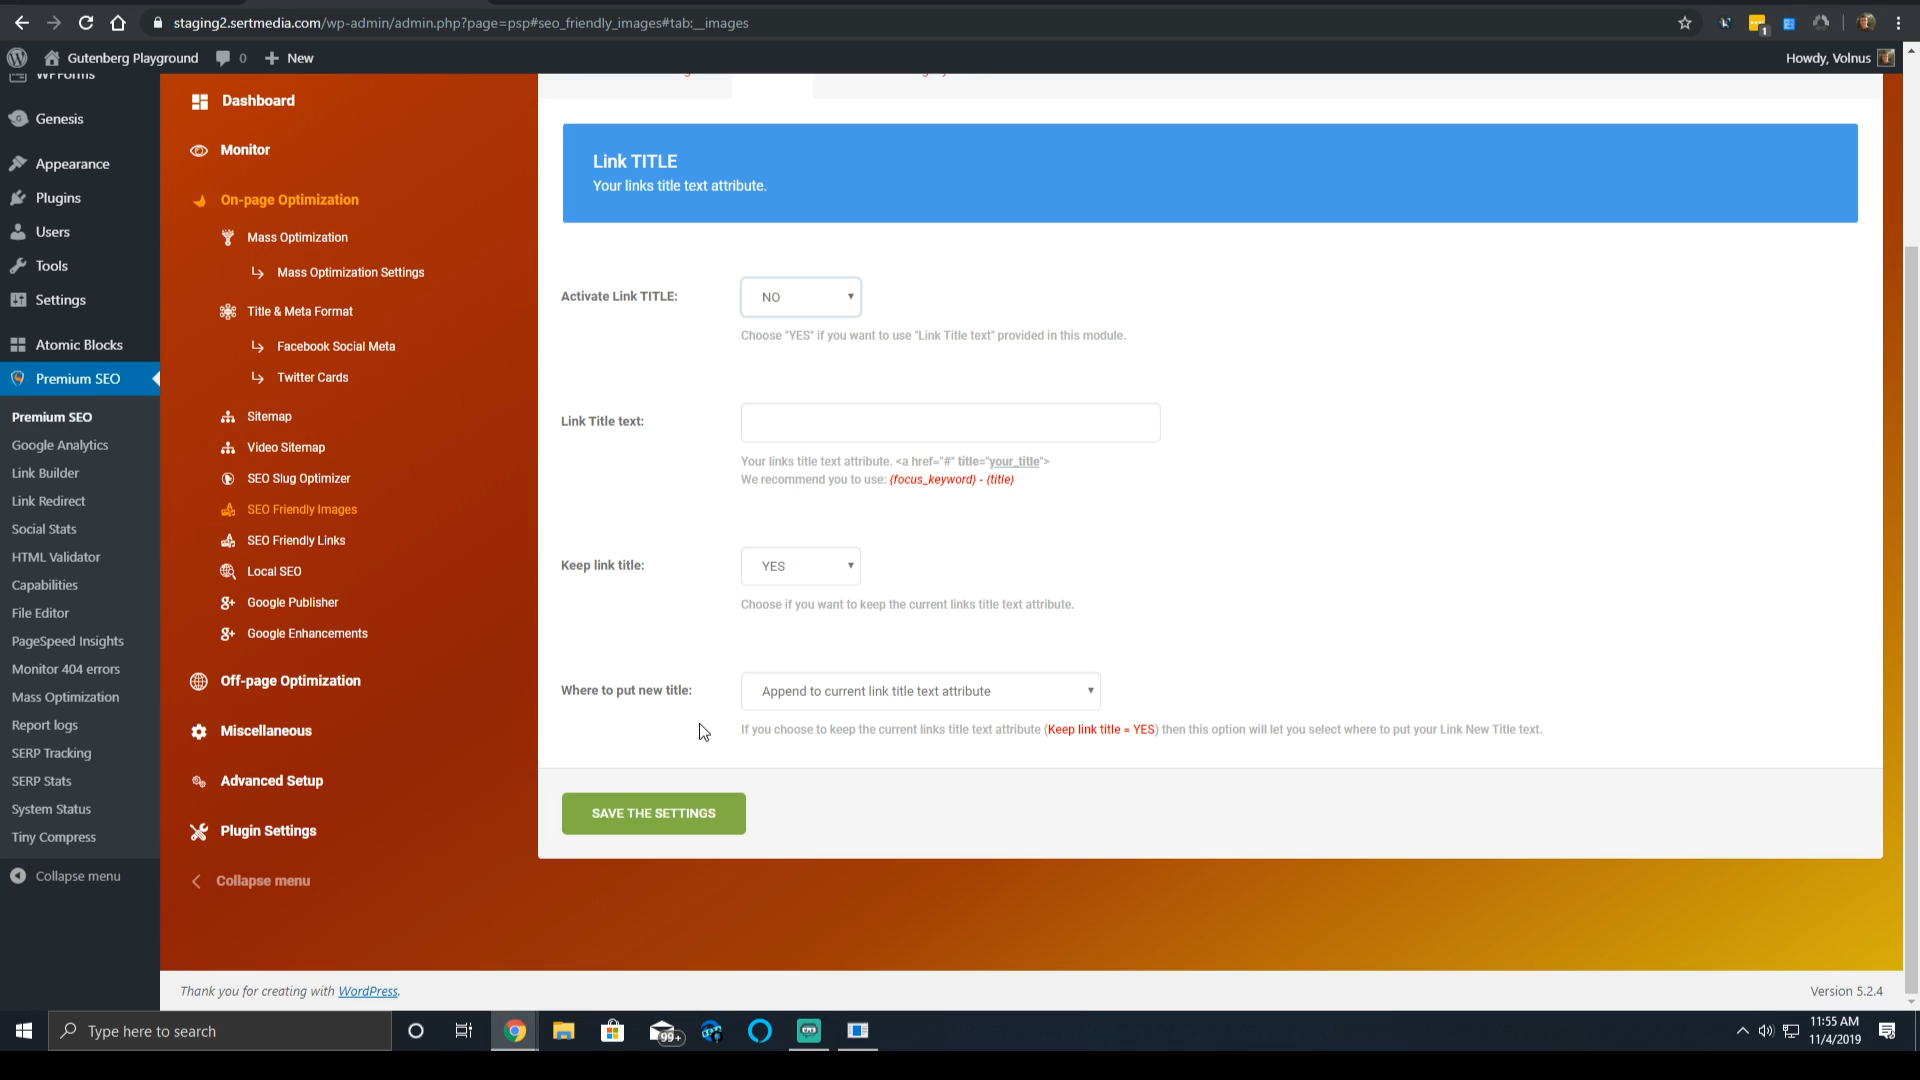 staging2.sertmedia.com/wp-admin/admin.php?page=psp#seo_friendly_images#tab:__images
1
Gutenberg Playground
0
New
Howdy, Volnus
WPForms
Genesis
Appearance
Plugins
Users
Tools
Settings
Atomic Blocks
Premium SEO
Premium SEO
Google Analytics
Link Builder
Link Redirect
Social Stats
HTML Validator
Capabilities
File Editor
PageSpeed Insights
Monitor 404 errors
Mass Optimization
Report logs
SERP Tracking
SERP Stats
System Status
Tiny Compress
Collapse menu
Dashboard
Monitor
On-page Optimization
Mass Optimization
Mass Optimization Settings
Title & Meta Format
Facebook Social Meta
Twitter Cards
Sitemap
Video Sitemap
SEO Slug Optimizer
SEO Friendly Images
SEO Friendly Links
Local SEO
Google Publisher
Google Enhancements
Off-page Optimization
Miscellaneous
Advanced Setup
Plugin Settings
Collapse menu
Link TITLE
Your links title text attribute.
Activate Link TITLE:
NO
Choose "YES" if you want to use "Link Title text" provided in this module.
Link Title text:
Your links title text attribute. <a href="#" title="your_title">
We recommend you to use: {focus_keyword} - {title}
Keep link title:
YES
Choose if you want to keep the current links title text attribute.
Where to put new title:
Append to current link title text attribute
If you choose to keep the current links title text attribute (Keep link title = YES) then this option will let you select where to put your Link New Title text.
SAVE THE SETTINGS
Thank you for creating with WordPress.
Version 5.2.4
Type here to search
99+
11:55 AM
11/4/2019